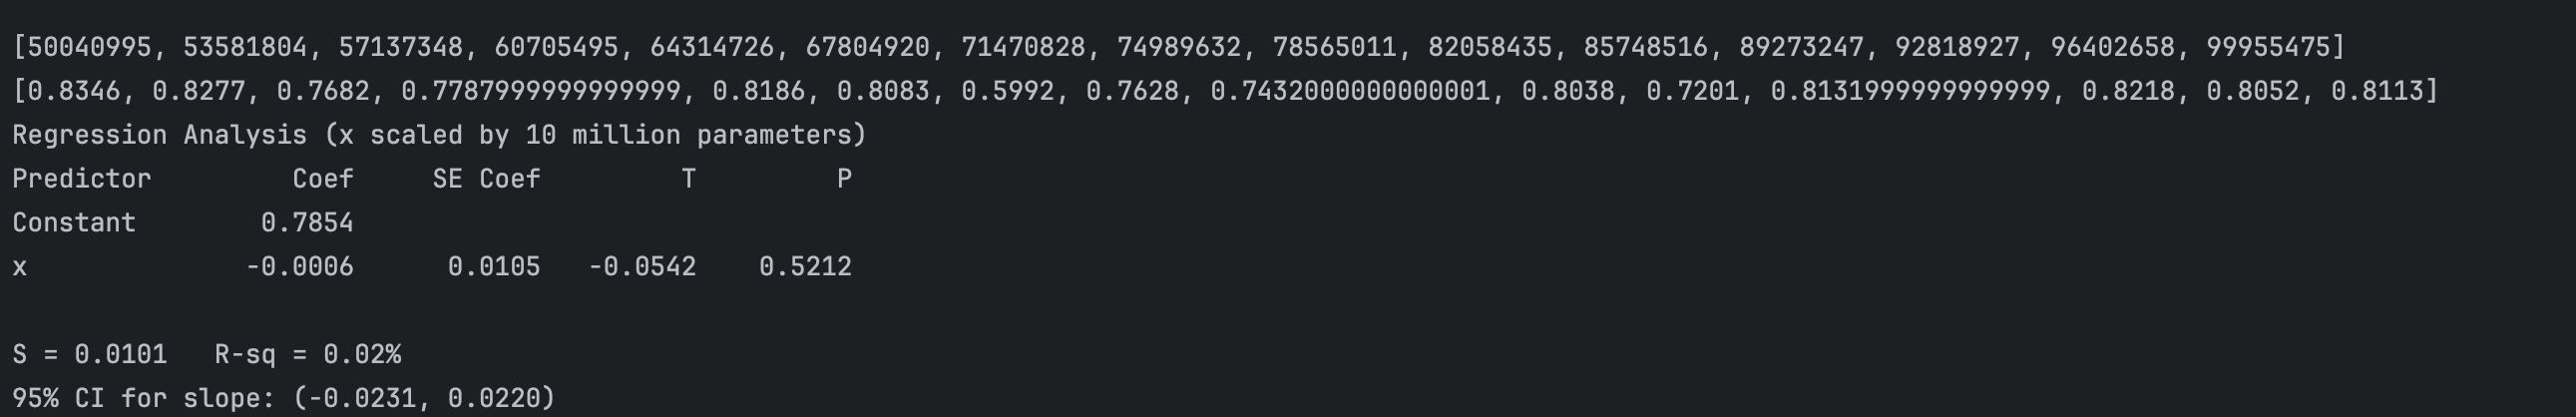 [50040995, 53581804, 57137348, 60705495, 64314726, 67804920, 71470828, 74989632, 78565011, 82058435, 85748516, 89273247, 92818927, 96402658, 99955475]
[0.8346, 0.8277, 0.7682, 0.7787999999999999, 0.8186, 0.8083, 0.5992, 0.7628, 0.7432000000000001, 0.8038, 0.7201, 0.8131999999999999, 0.8218, 0.8052, 0.8113]
Regression Analysis (x scaled by 10 million parameters)
Predictor         Coef     SE Coef         T         P
Constant        0.7854
x              -0.0006      0.0105   -0.0542    0.5212
S = 0.0101   R-sq = 0.02%
95% CI for slope: (-0.0231, 0.0220)